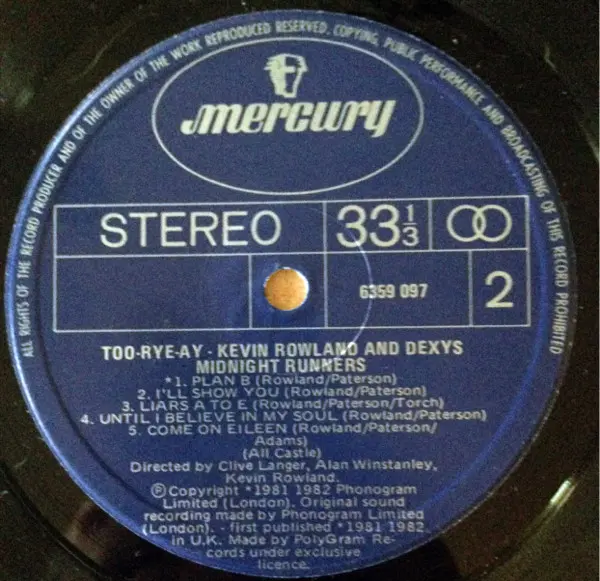 ALL RIGHTS OF THE RECORD PRODUCER AND OF THE OWNER OF THE WORK REPRODUCED RESERVED. COPYING, PUBLIC PERFORMANCE AND BROADCASTING OF THIS RECORD PROHIBITED
mercury
STEREO 33 1/3
6359 097 2
TOO-RYE-AY - KEVIN ROWLAND AND DEXYS
MIDNIGHT RUNNERS
*1. PLAN B (Rowland/Paterson)
2. I'LL SHOW YOU (Rowland/Paterson)
3. LIARS A TO E (Rowland/Paterson/Torch)
4. UNTIL I BELIEVE IN MY SOUL (Rowland/Paterson)
5. COME ON EILEEN (Rowland/Paterson/
Adams)
(All Castle)
Directed by Clive Langer, Alan Winstanley,
Kevin Rowland.
ⓅCopyright *1981 1982 Phonogram
Limited (London). Original sound
recording made by Phonogram Limited
(London). - first published *1981 1982
in U.K. Made by PolyGram Re-
cords under exclusive
licence.